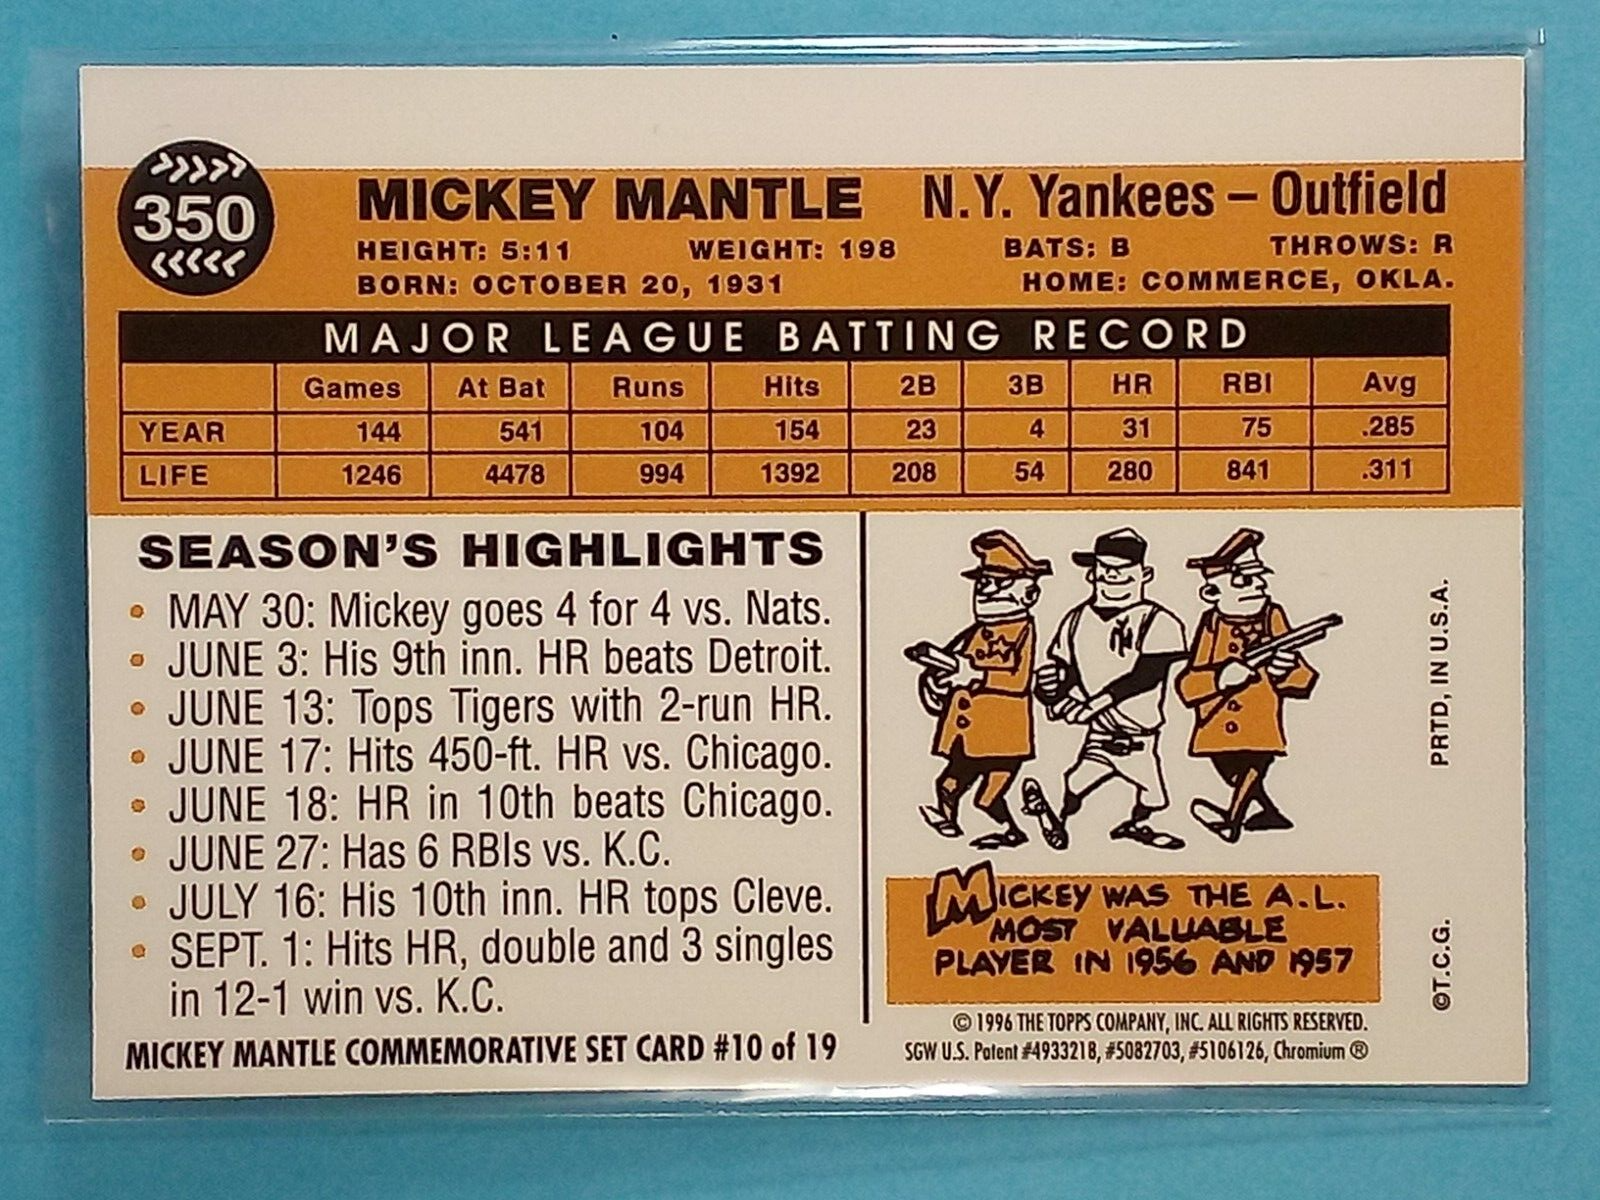 350
MICKEY MANTLE N.Y. Yankees – Outfield
HEIGHT: 5:11 WEIGHT: 198 BATS: B THROWS: R
BORN: OCTOBER 20, 1931 HOME: COMMERCE, OKLA.
MAJOR LEAGUE BATTING RECORD
Games At Bat Runs Hits 2B 3B HR RBI Avg
YEAR 144 541 104 154 23 4 31 75 .285
LIFE 1246 4478 994 1392 208 54 280 841 .311
SEASON'S HIGHLIGHTS
• MAY 30: Mickey goes 4 for 4 vs. Nats.
• JUNE 3: His 9th inn. HR beats Detroit.
• JUNE 13: Tops Tigers with 2-run HR.
• JUNE 17: Hits 450-ft. HR vs. Chicago.
• JUNE 18: HR in 10th beats Chicago.
• JUNE 27: Has 6 RBIs vs. K.C.
• JULY 16: His 10th inn. HR tops Cleve.
• SEPT. 1: Hits HR, double and 3 singles
in 12-1 win vs. K.C.
MICKEY MANTLE COMMEMORATIVE SET CARD #10 of 19
NY
MICKEY WAS THE A.L.
MOST VALUABLE
PLAYER IN 1956 AND 1957
© 1996 THE TOPPS COMPANY, INC. ALL RIGHTS RESERVED.
SGW U.S. Patent #4933218, #5082703, #5106126, Chromium ®
©T.C.G. PRTD, IN U.S.A.